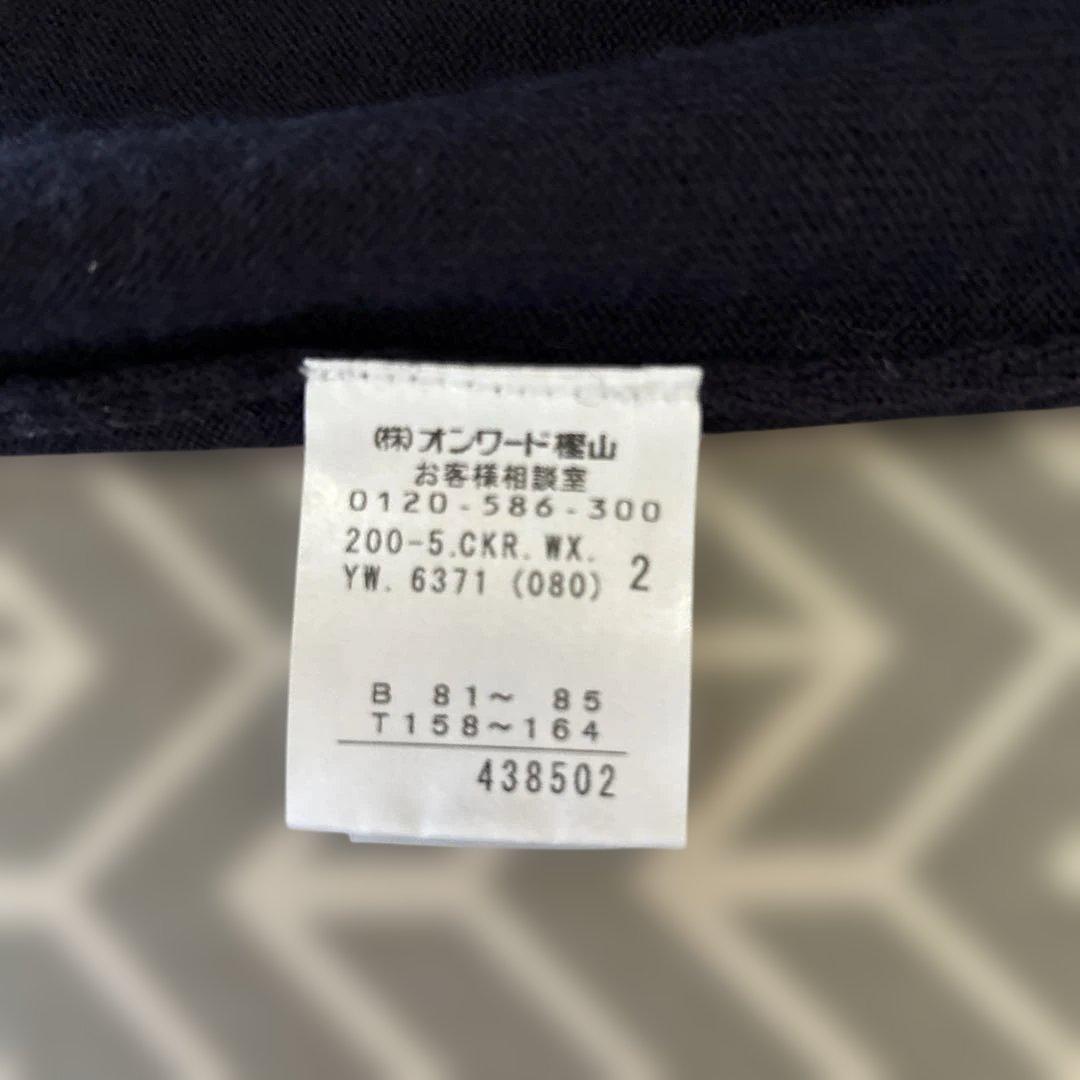 (株)オンワード樫山
お客様相談室
0120-586-300
200-5.CKR.WX.
YW.6371 (080) 2
B 81～ 85
T158～164
438502